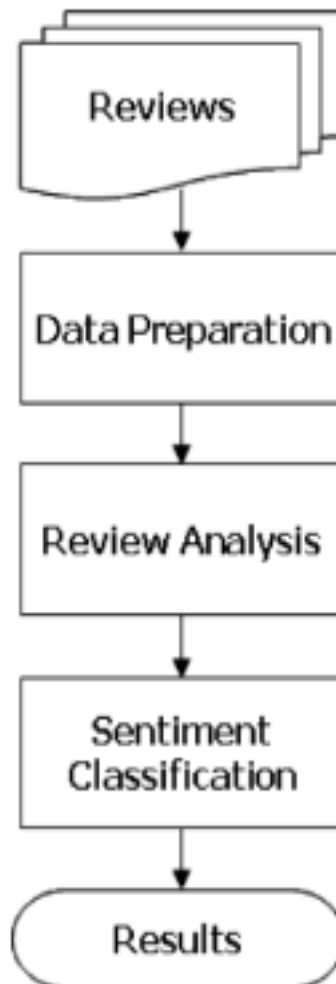 Reviews
Data Preparation
Review Analysis
Sentiment
Classification
Results